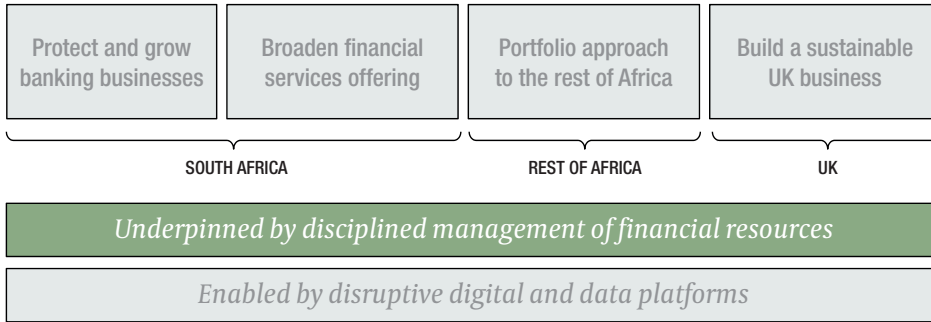 Protect and grow
banking businesses
Broaden financial
services offering
Portfolio approach
to the rest of Africa
Build a sustainable
UK business
SOUTH AFRICA
REST OF AFRICA
UK
Underpinned by disciplined management of financial resources
Enabled by disruptive digital and data platforms